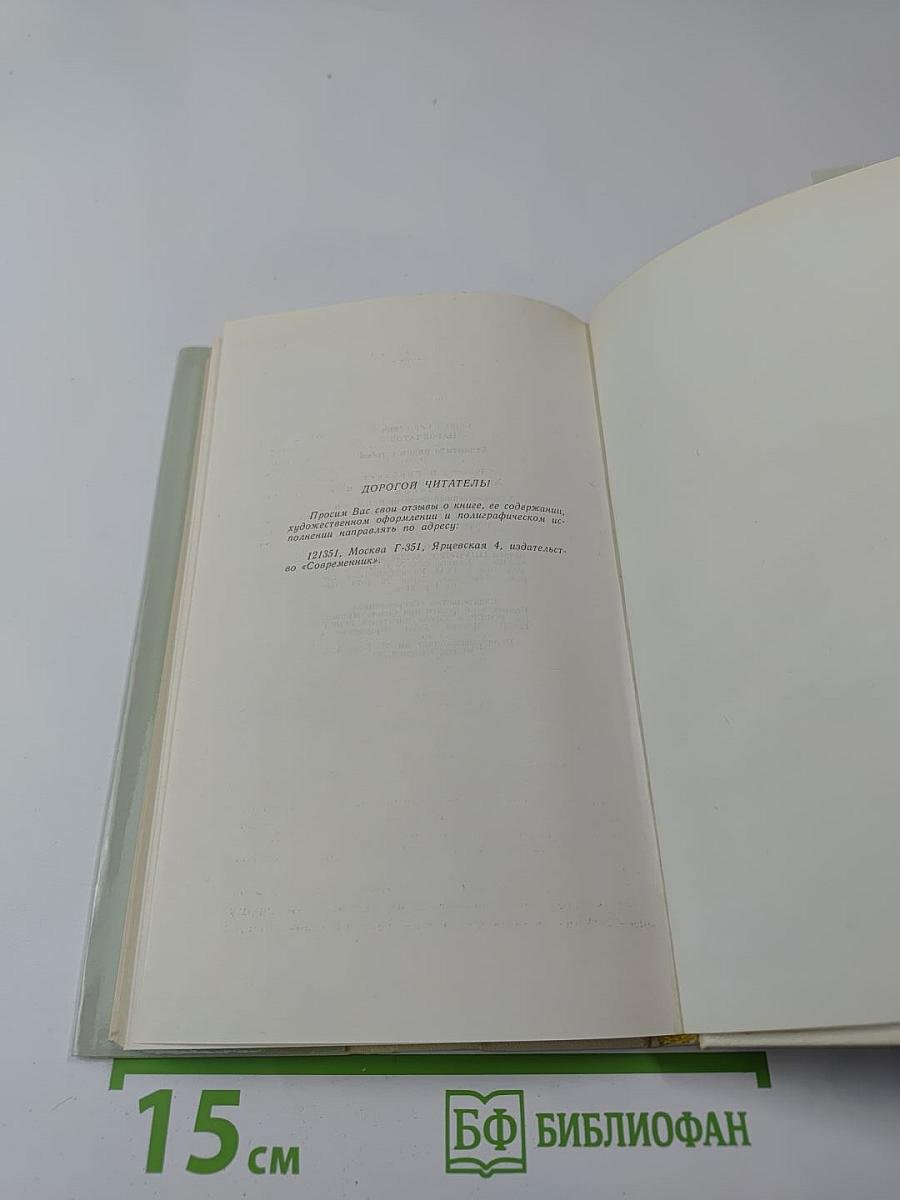 ДОРОГОЙ ЧИТАТЕЛЬ!
Просим Вас свои отзывы о книге, ее содержании,
художественном оформлении и полиграфическом ис-
полнении направлять по адресу:
121351, Москва Г-351, Ярцевская 4, издательст-
во «Современник».
15 см
БФ БИБЛИОФАН